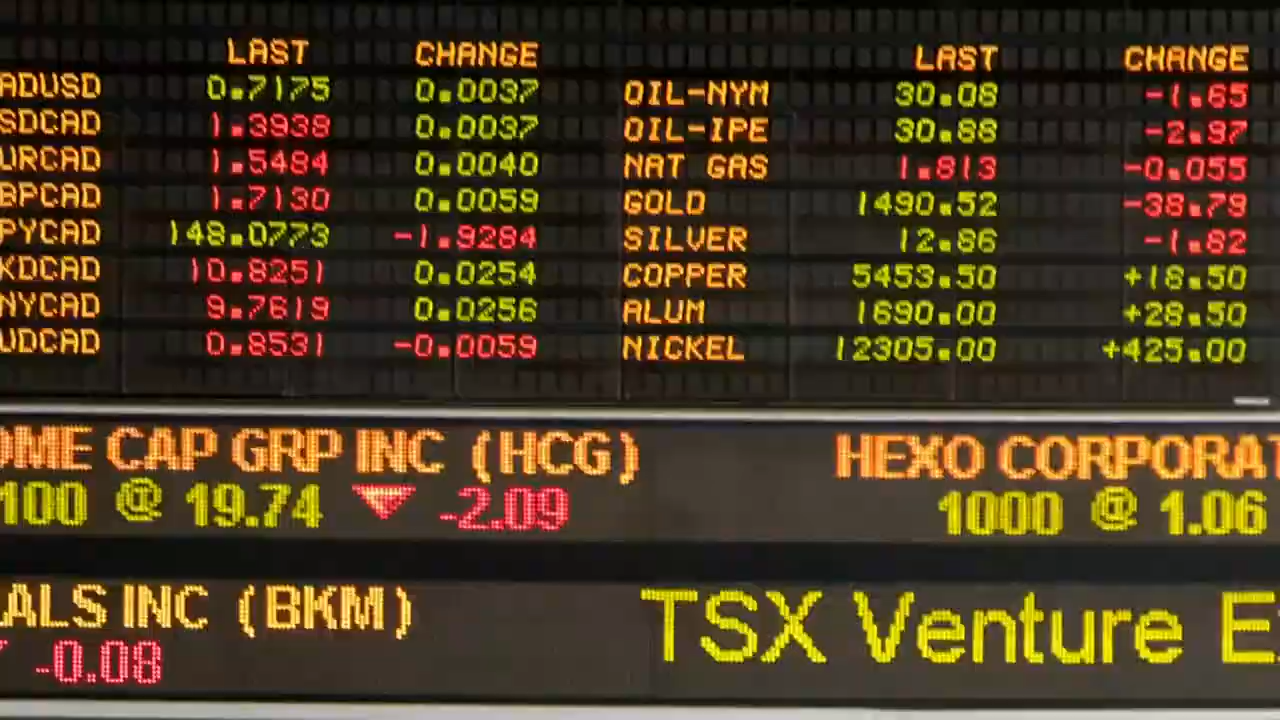 LAST CHANGE
ADUSD 0.7175 0.0037
SDCAD 1.3938 0.0037
URCAD 1.5484 0.0040
BPCAD 1.7130 0.0059
PYCAD 148.0773 -1.9284
KDCAD 10.8251 0.0254
NYCAD 9.7619 0.0256
UDCAD 0.8531 -0.0059
LAST CHANGE
OIL-NYM 30.08 -1.65
OIL-IPE 30.88 -2.97
NAT GAS 1.813 -0.055
GOLD 1490.52 -38.79
SILVER 12.86 -1.82
COPPER 5453.50 +18.50
ALUM 1690.00 +28.50
NICKEL 12305.00 +425.00
OME CAP GRP INC (HCG) HEXO CORPORAT
100 @ 19.74 ▼ -2.09 1000 @ 1.06
ALS INC (BKM)
-0.08
TSX Venture E